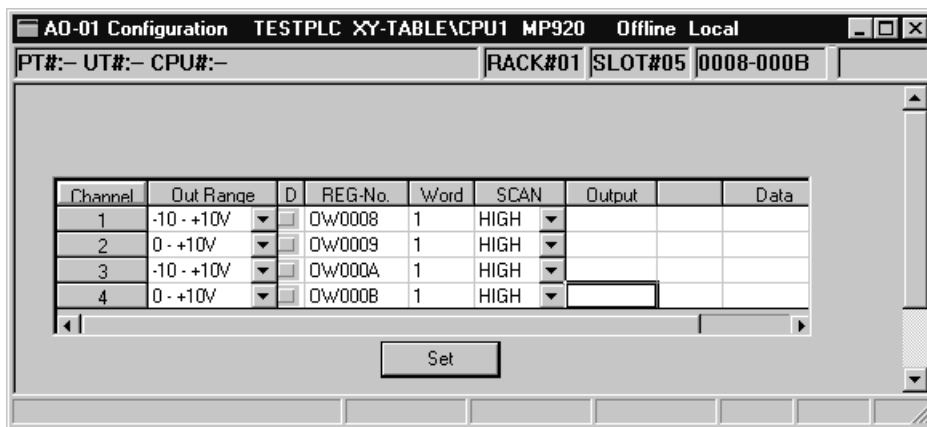 AO-01 Configuration TESTPLC XY-TABLE\CPU1 MP920 Offline Local
PT#:– UT#:– CPU#:– RACK#01 SLOT#05 0008-000B
Channel Out Range D REG-No. Word SCAN Output Data
1 -10 - +10V OW0008 1 HIGH
2 0 - +10V OW0009 1 HIGH
3 -10 - +10V OW000A 1 HIGH
4 0 - +10V OW000B 1 HIGH
Set